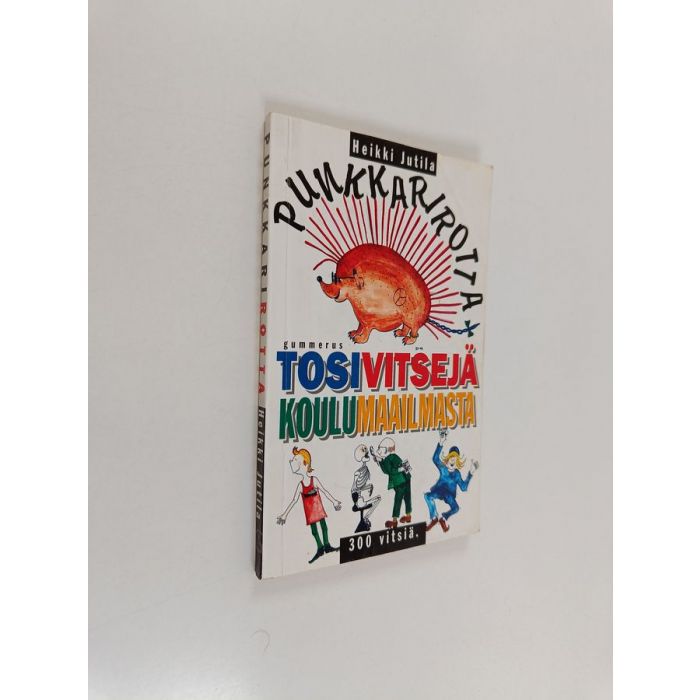 Heikki Jutila
PUNKKARIROTTA
gummerus
TOSIVITSEJÄ
KOULUMAAILMASTA
300 vitsiä.
PUNKKARIROTTA Heikki Jutila